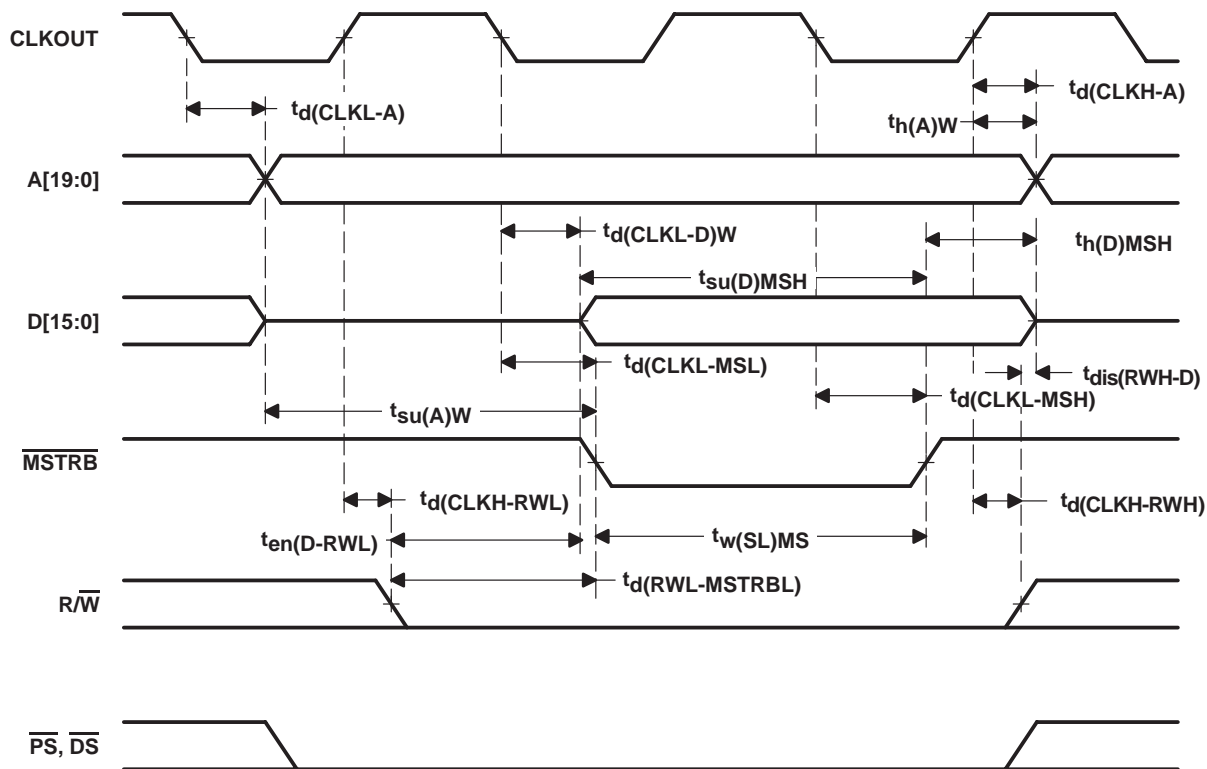 CLKOUT
td(CLKL-A)
td(CLKH-A)
th(A)W
A[19:0]
td(CLKL-D)W
th(D)MSH
tsu(D)MSH
D[15:0]
td(CLKL-MSL)
tdis(RWH-D)
td(CLKL-MSH)
tsu(A)W
MSTRB
td(CLKH-RWL)
td(CLKH-RWH)
ten(D-RWL)
tw(SL)MS
td(RWL-MSTRBL)
R/W
PS, DS